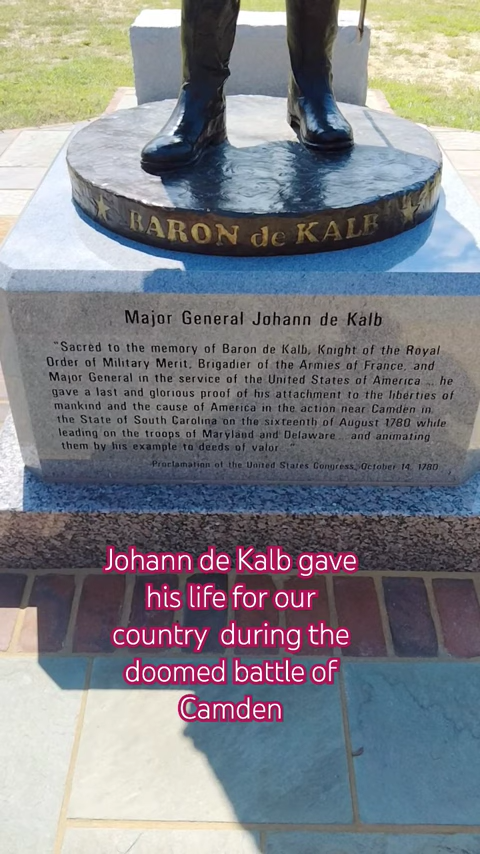 BARON de KALB
Major General Johann de Kalb
"Sacred to the memory of Baron de Kalb, Knight of the Royal
Order of Military Merit, Brigadier of the Armies of France, and
Major General in the service of the United States of America ... he
gave a last and glorious proof of his attachment to the liberties of
mankind and the cause of America in the action near Camden in
the State of South Carolina on the sixteenth of August 1780 while
leading on the troops of Maryland and Delaware ... and animating
them by his example to deeds of valor ..."
Proclamation of the United States Congress, October 14, 1780
Johann de Kalb gave
his life for our
country during the
doomed battle of
Camden